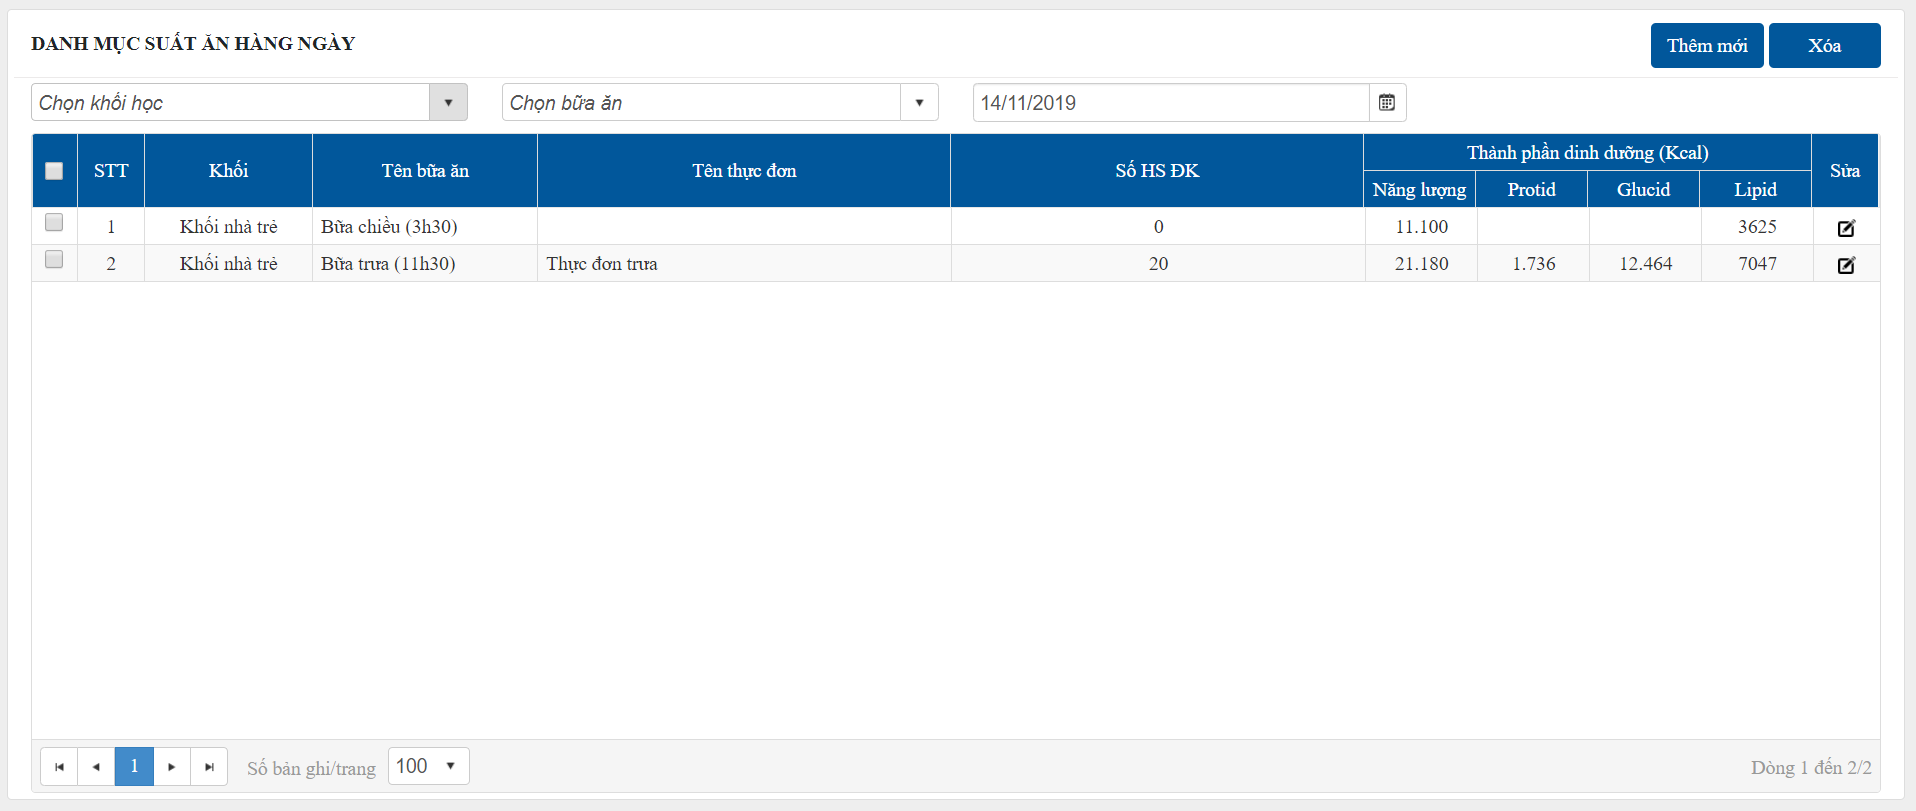 DANH MỤC SUẤT ĂN HÀNG NGÀY
Thêm mới
Xóa
Chọn khối học
Chọn bữa ăn
14/11/2019
STT Khối Tên bữa ăn Tên thực đơn Số HS ĐK Thành phần dinh dưỡng (Kcal) Sửa
Năng lượng Protid Glucid Lipid
1 Khối nhà trẻ Bữa chiều (3h30) 0 11.100 3625
2 Khối nhà trẻ Bữa trưa (11h30) Thực đơn trưa 20 21.180 1.736 12.464 7047
1 Số bản ghi/trang 100 Dòng 1 đến 2/2